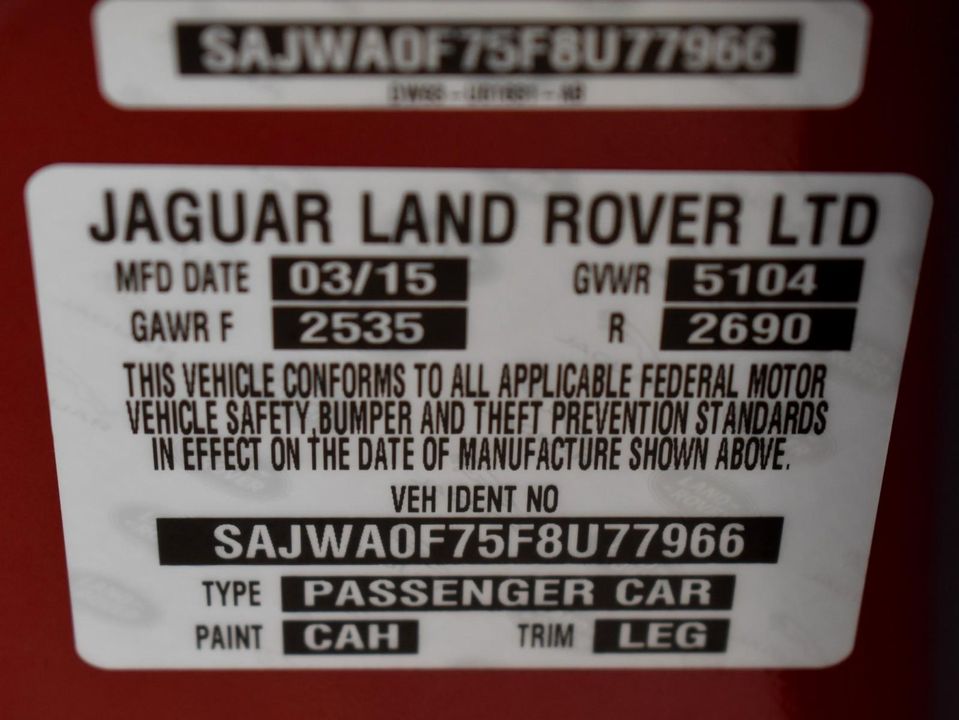 SAJWA0F75F8U77966
JAGUAR LAND ROVER LTD
MFD DATE 03/15 GVWR 5104
GAWR F 2535 R 2690
THIS VEHICLE CONFORMS TO ALL APPLICABLE FEDERAL MOTOR
VEHICLE SAFETY,BUMPER AND THEFT PREVENTION STANDARDS
IN EFFECT ON THE DATE OF MANUFACTURE SHOWN ABOVE.
VEH IDENT NO
SAJWA0F75F8U77966
TYPE PASSENGER CAR
PAINT CAH TRIM LEG